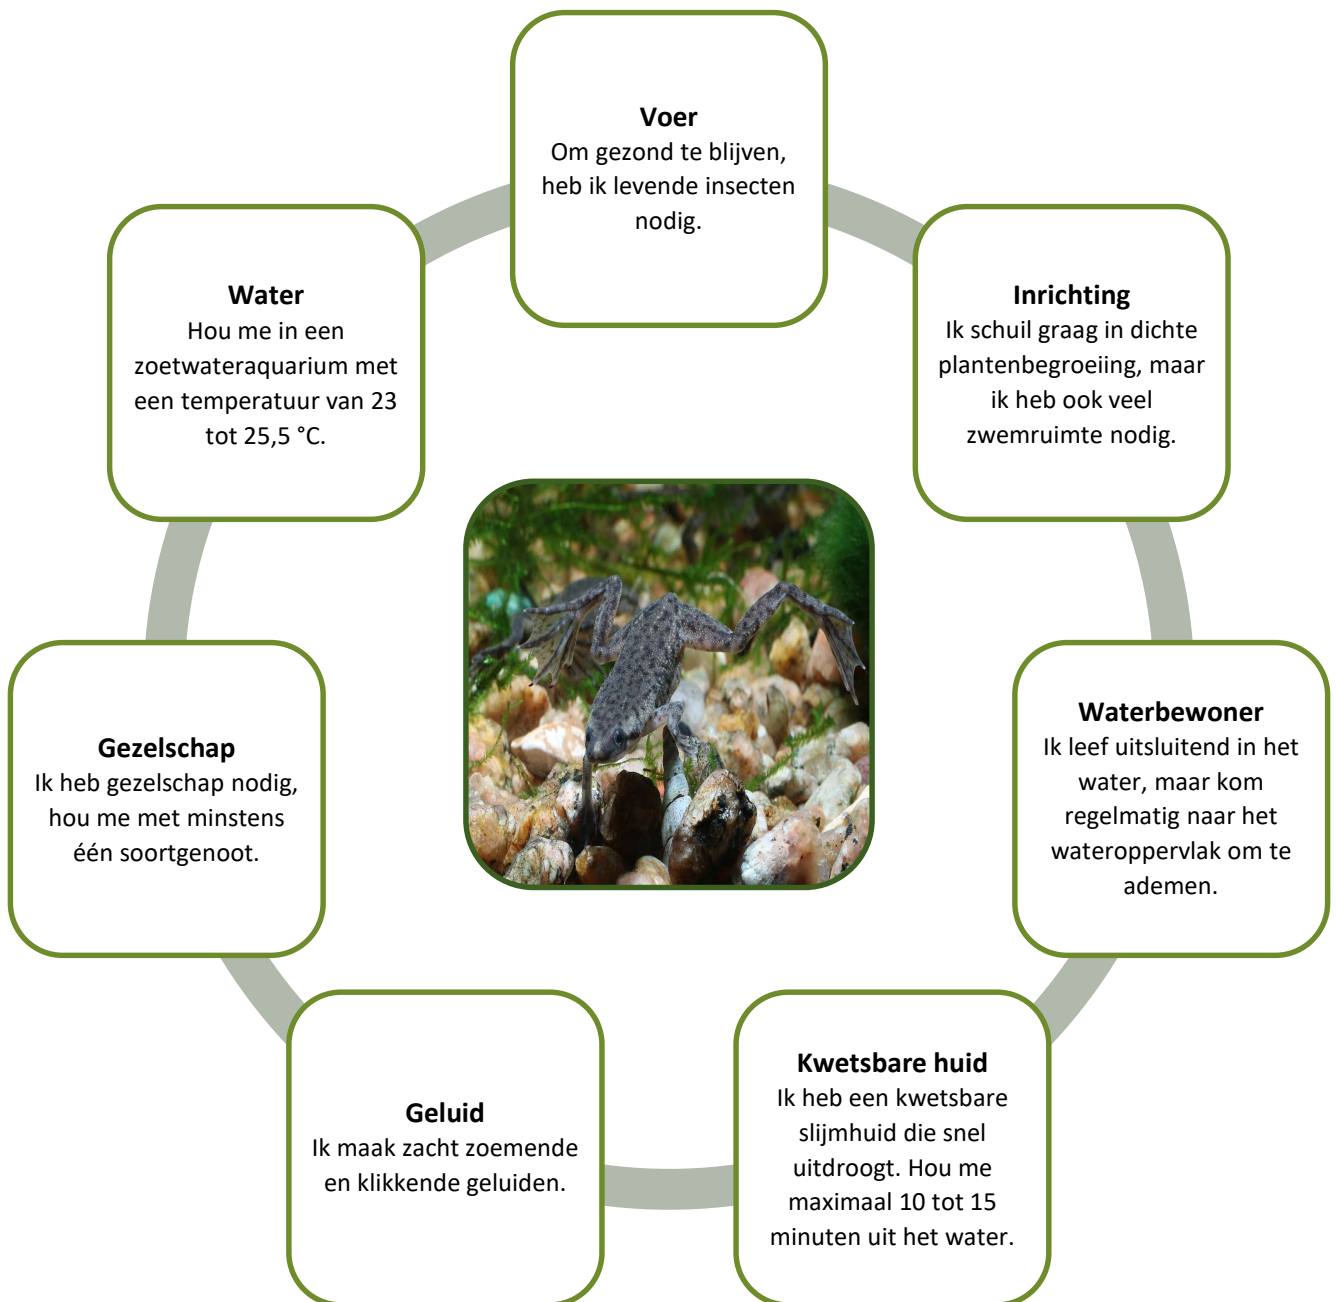 Voer
Om gezond te blijven,
heb ik levende insecten
nodig.
Inrichting
Ik schuil graag in dichte
plantenbegroeiing, maar
ik heb ook veel
zwemruimte nodig.
Waterbewoner
Ik leef uitsluitend in het
water, maar kom
regelmatig naar het
wateroppervlak om te
ademen.
Kwetsbare huid
Ik heb een kwetsbare
slijmhuid die snel
uitdroogt. Hou me
maximaal 10 tot 15
minuten uit het water.
Geluid
Ik maak zacht zoemende
en klikkende geluiden.
Gezelschap
Ik heb gezelschap nodig,
hou me met minstens
één soortgenoot.
Water
Hou me in een
zoetwateraquarium met
een temperatuur van 23
tot 25,5 °C.